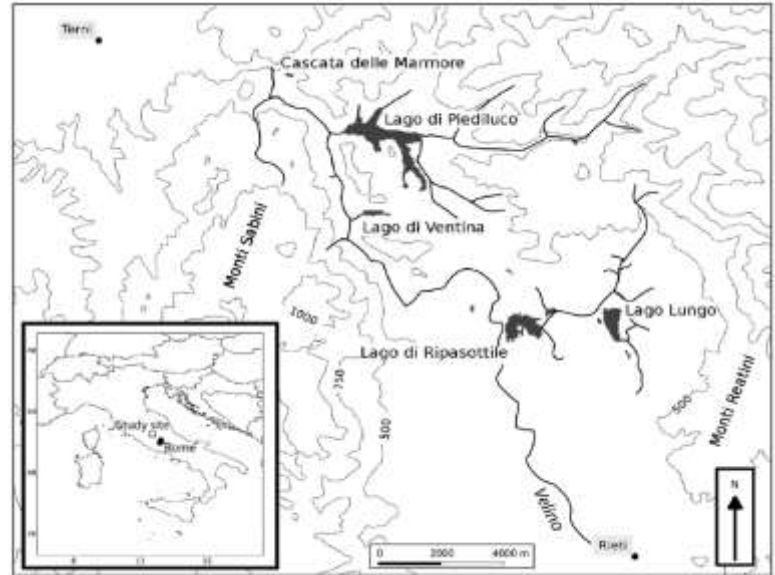 Terni
Cascata delle Marmore
Lago di Piediluco
Lago di Ventina
Monti Sabini
1000
750
500
Lago di Ripasottile
Lago Lungo
500
Monti Reatini
Velino
Rieti
Study site
Rome
N
0 2000 4000 m